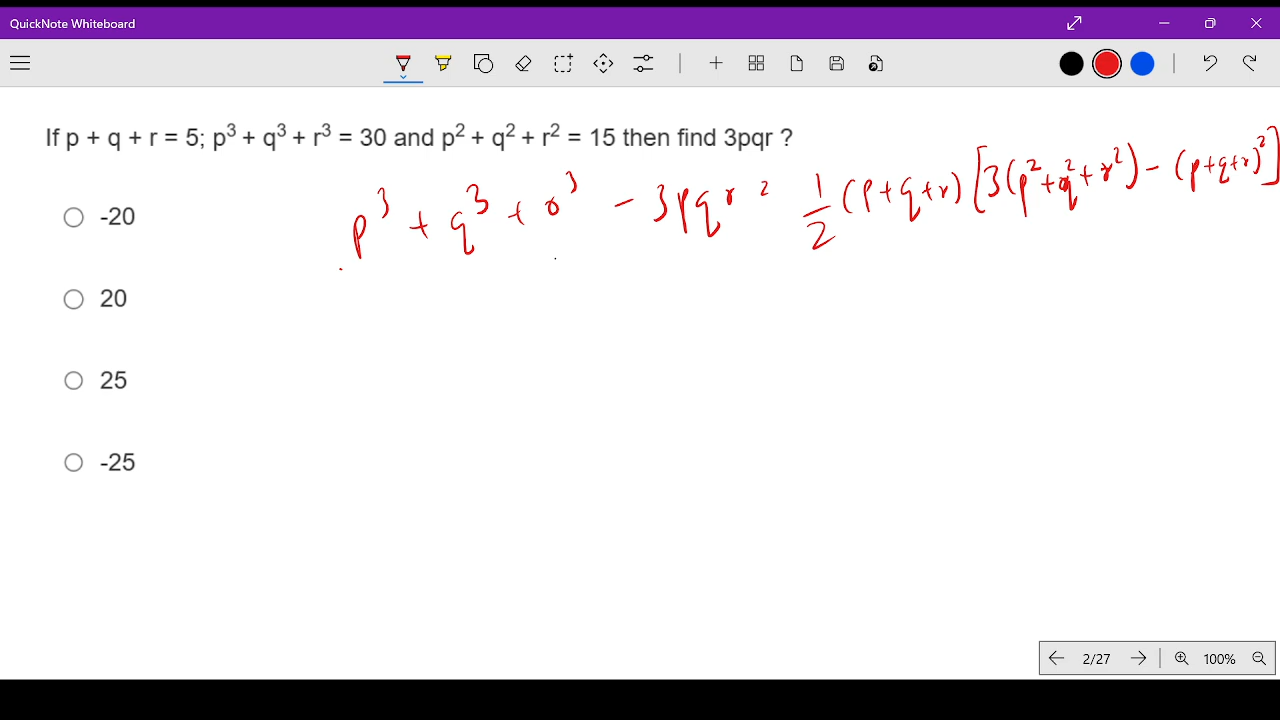 QuickNote Whiteboard
If p + q + r = 5; p³ + q³ + r³ = 30 and p² + q² + r² = 15 then find 3pqr ?
p³ + q³ + r³ - 3pqr = 1/2 (p+q+r) [3(p²+q²+r²) - (p+q+r)²]
-20
20
25
-25
2/27
100%